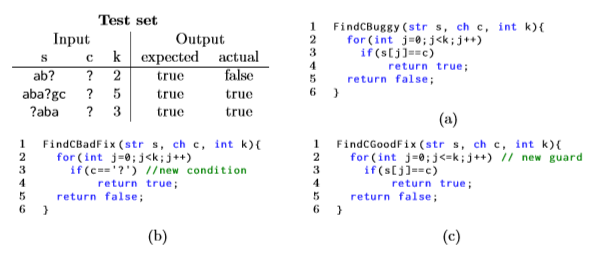 Test set
Input Output
s c k expected actual
ab? ? 2 true false
aba?gc ? 5 true true
?aba ? 3 true true
1 FindCBuggy(str s, ch c, int k){
2 for(int j=0;j<k;j++)
3 if(s[j]==c)
4 return true;
5 return false;
6 }
(a)
1 FindCBadFix(str s, ch c, int k){
2 for(int j=0;j<k;j++)
3 if(c=='?') //new condition
4 return true;
5 return false;
6 }
(b)
1 FindCGoodFix(str s, ch c, int k){
2 for(int j=0;j<=k;j++) // new guard
3 if(s[j]==c)
4 return true;
5 return false;
6 }
(c)